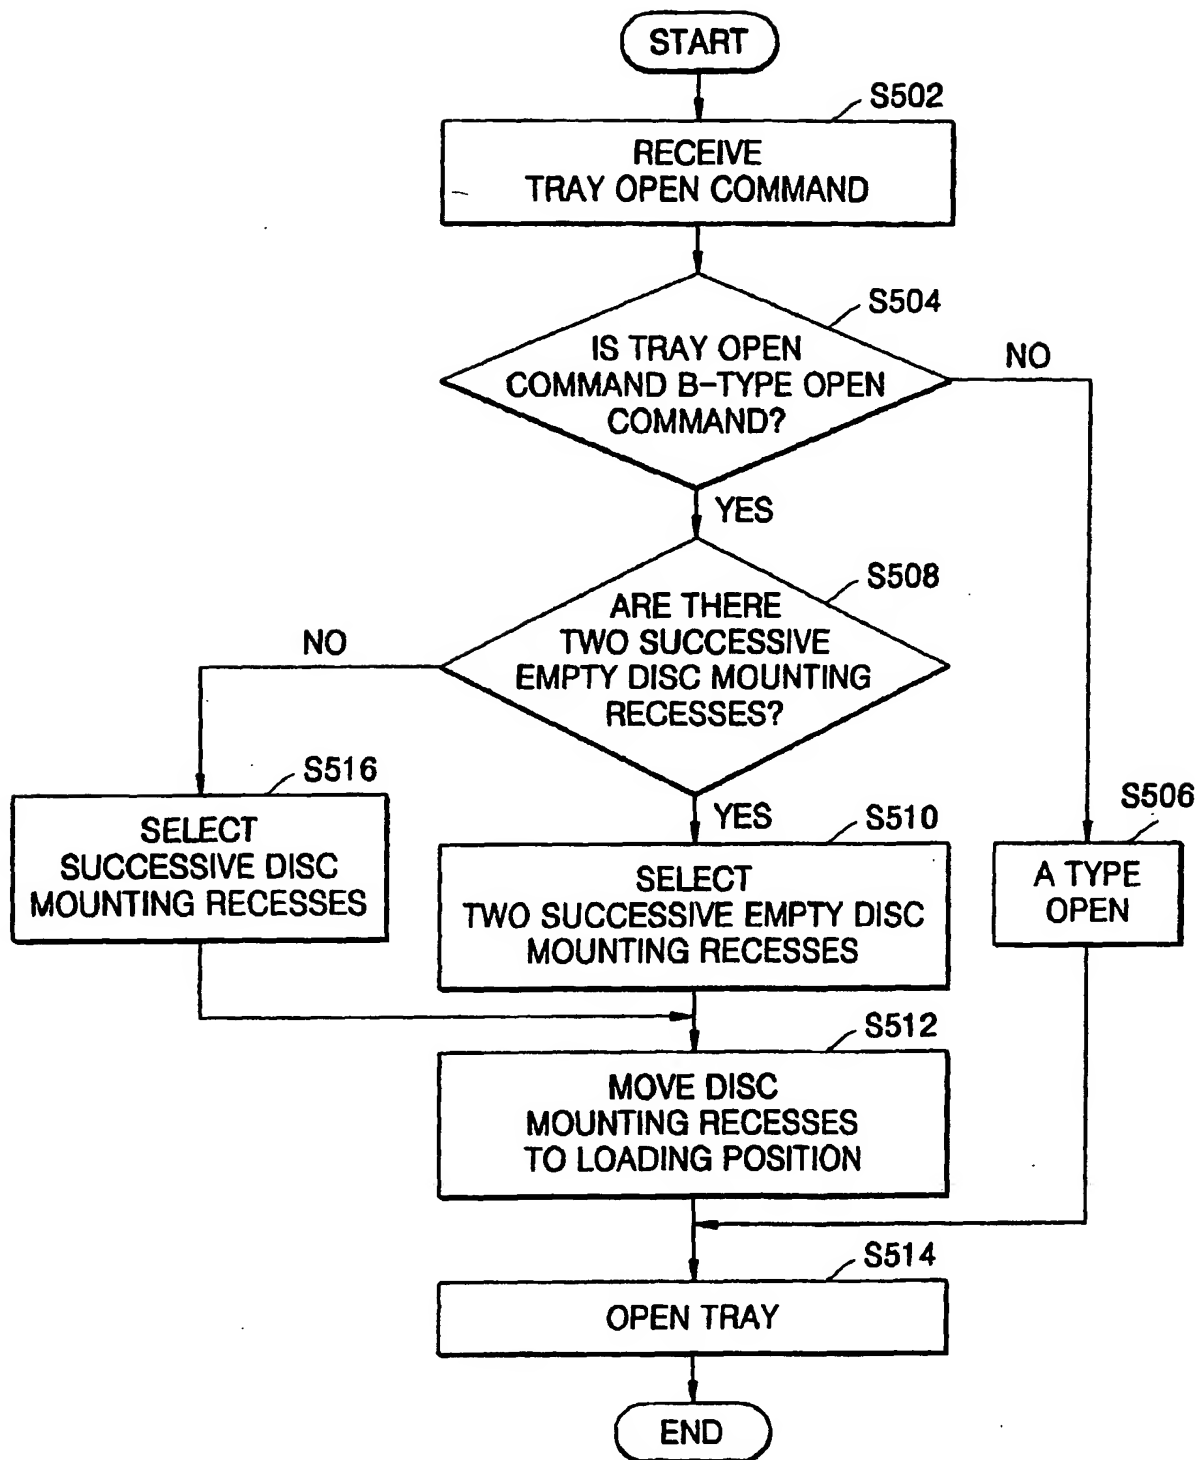 START
S502
RECEIVE
TRAY OPEN COMMAND
S504
IS TRAY OPEN
COMMAND B-TYPE OPEN
COMMAND?
NO
YES
S508
ARE THERE
TWO SUCCESSIVE
EMPTY DISC MOUNTING
RECESSES?
NO
YES
S516
SELECT
SUCCESSIVE DISC
MOUNTING RECESSES
S510
SELECT
TWO SUCCESSIVE EMPTY DISC
MOUNTING RECESSES
S506
A TYPE
OPEN
S512
MOVE DISC
MOUNTING RECESSES
TO LOADING POSITION
S514
OPEN TRAY
END